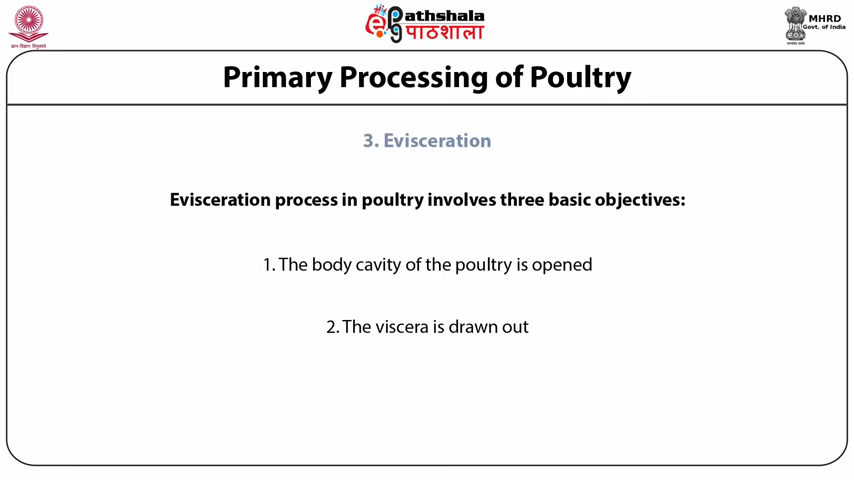 ePathshala
पाठशाला
MHRD
Govt. of India
Primary Processing of Poultry
3. Evisceration
Evisceration process in poultry involves three basic objectives:
1. The body cavity of the poultry is opened
2. The viscera is drawn out